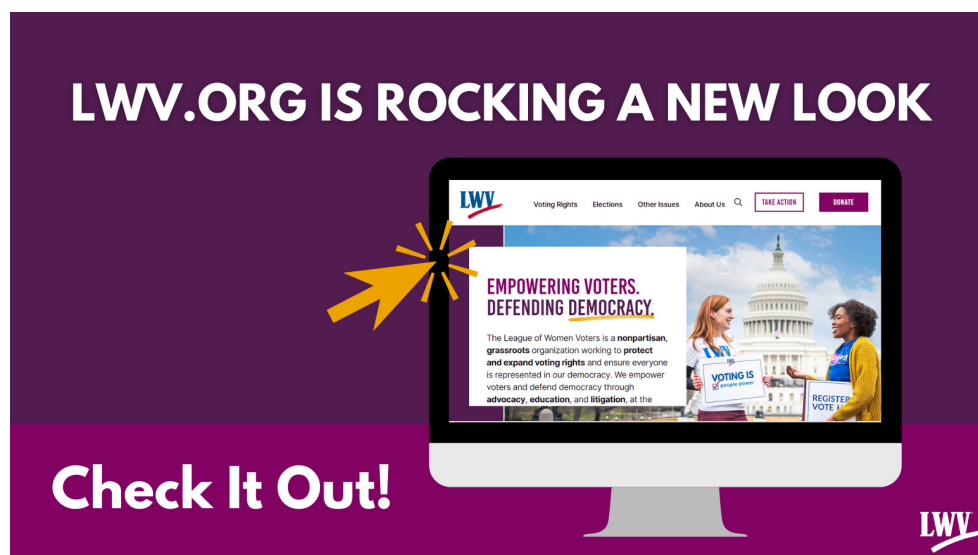 LWV.ORG IS ROCKING A NEW LOOK
LWV
Voting Rights Elections Other Issues About Us TAKE ACTION DONATE
EMPOWERING VOTERS.
DEFENDING DEMOCRACY.
The League of Women Voters is a nonpartisan,
grassroots organization working to protect
and expand voting rights and ensure everyone
is represented in our democracy. We empower
voters and defend democracy through
advocacy, education, and litigation, at the
LWV
VOTING IS
people power
REGISTER
VOTE
Check It Out!
LWV